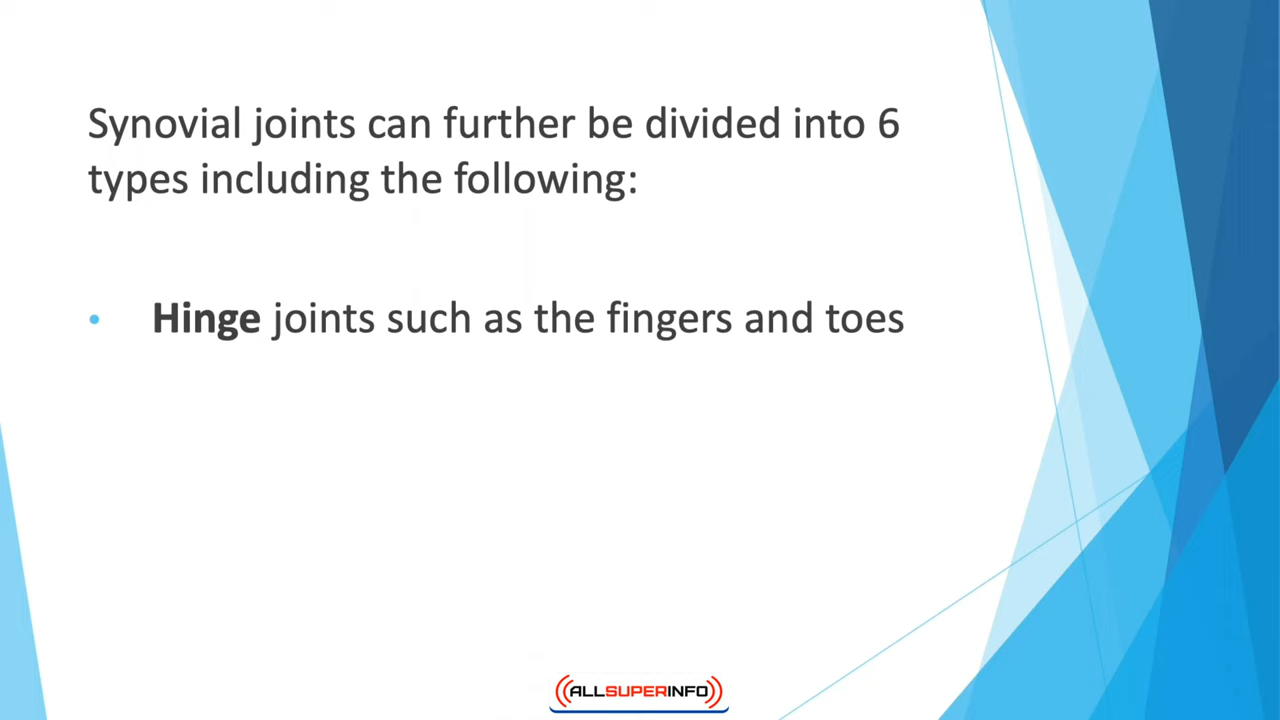 Synovial joints can further be divided into 6
types including the following:
• Hinge joints such as the fingers and toes
ALLSUPERINFO